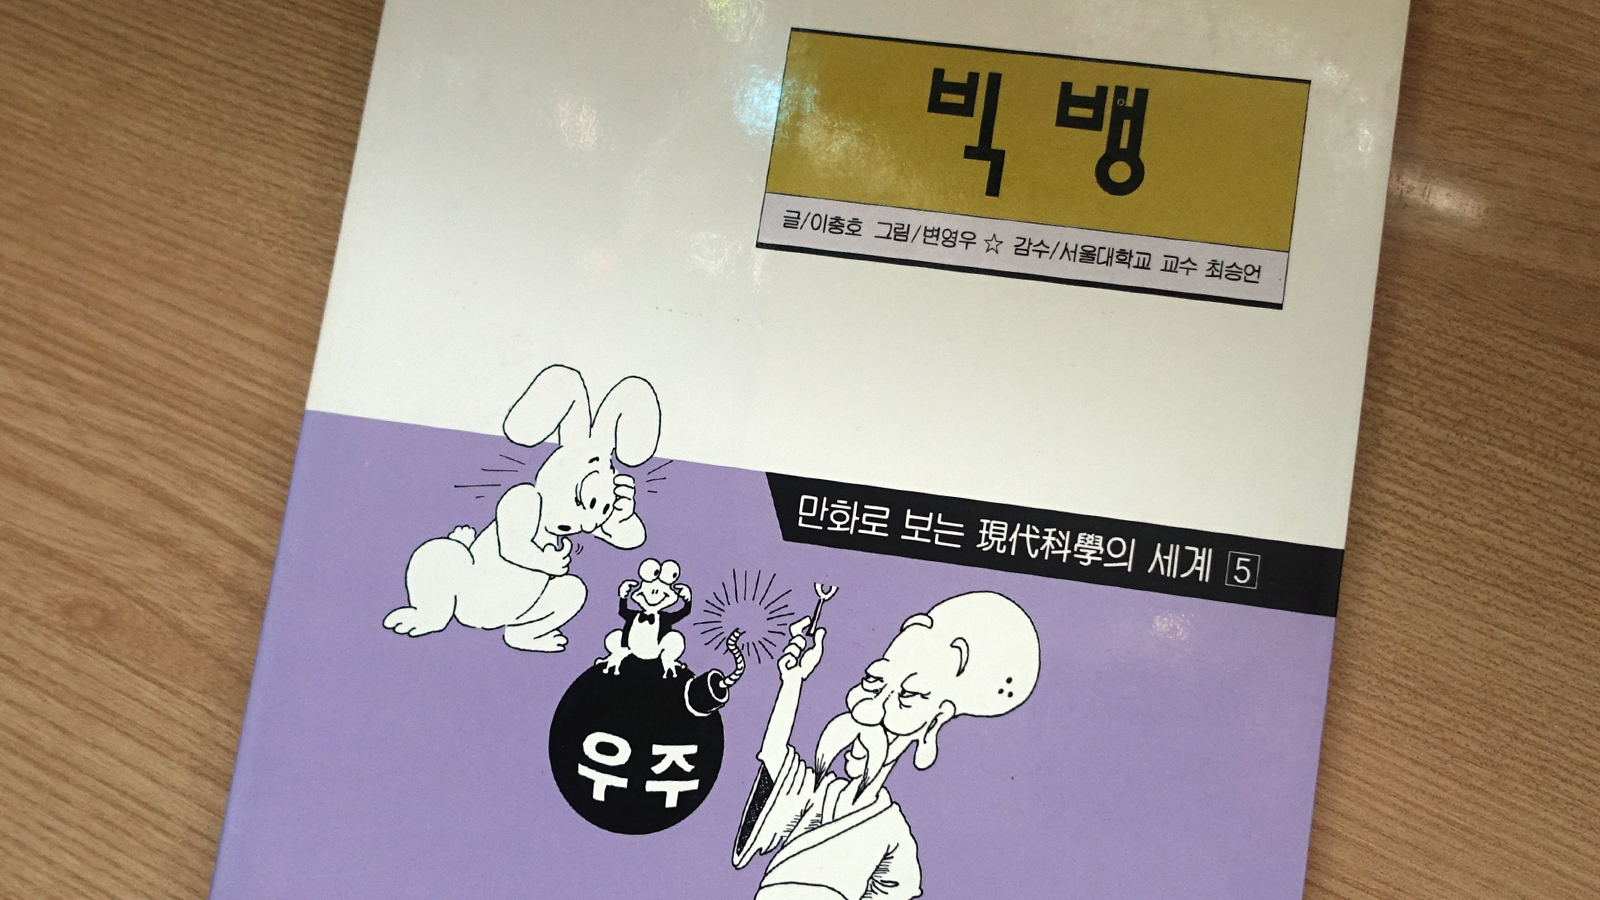 빅뱅
글/이충호 그림/변영우 ☆ 감수/서울대학교 교수 최승언
만화로 보는 現代科學의 세계 5
우주